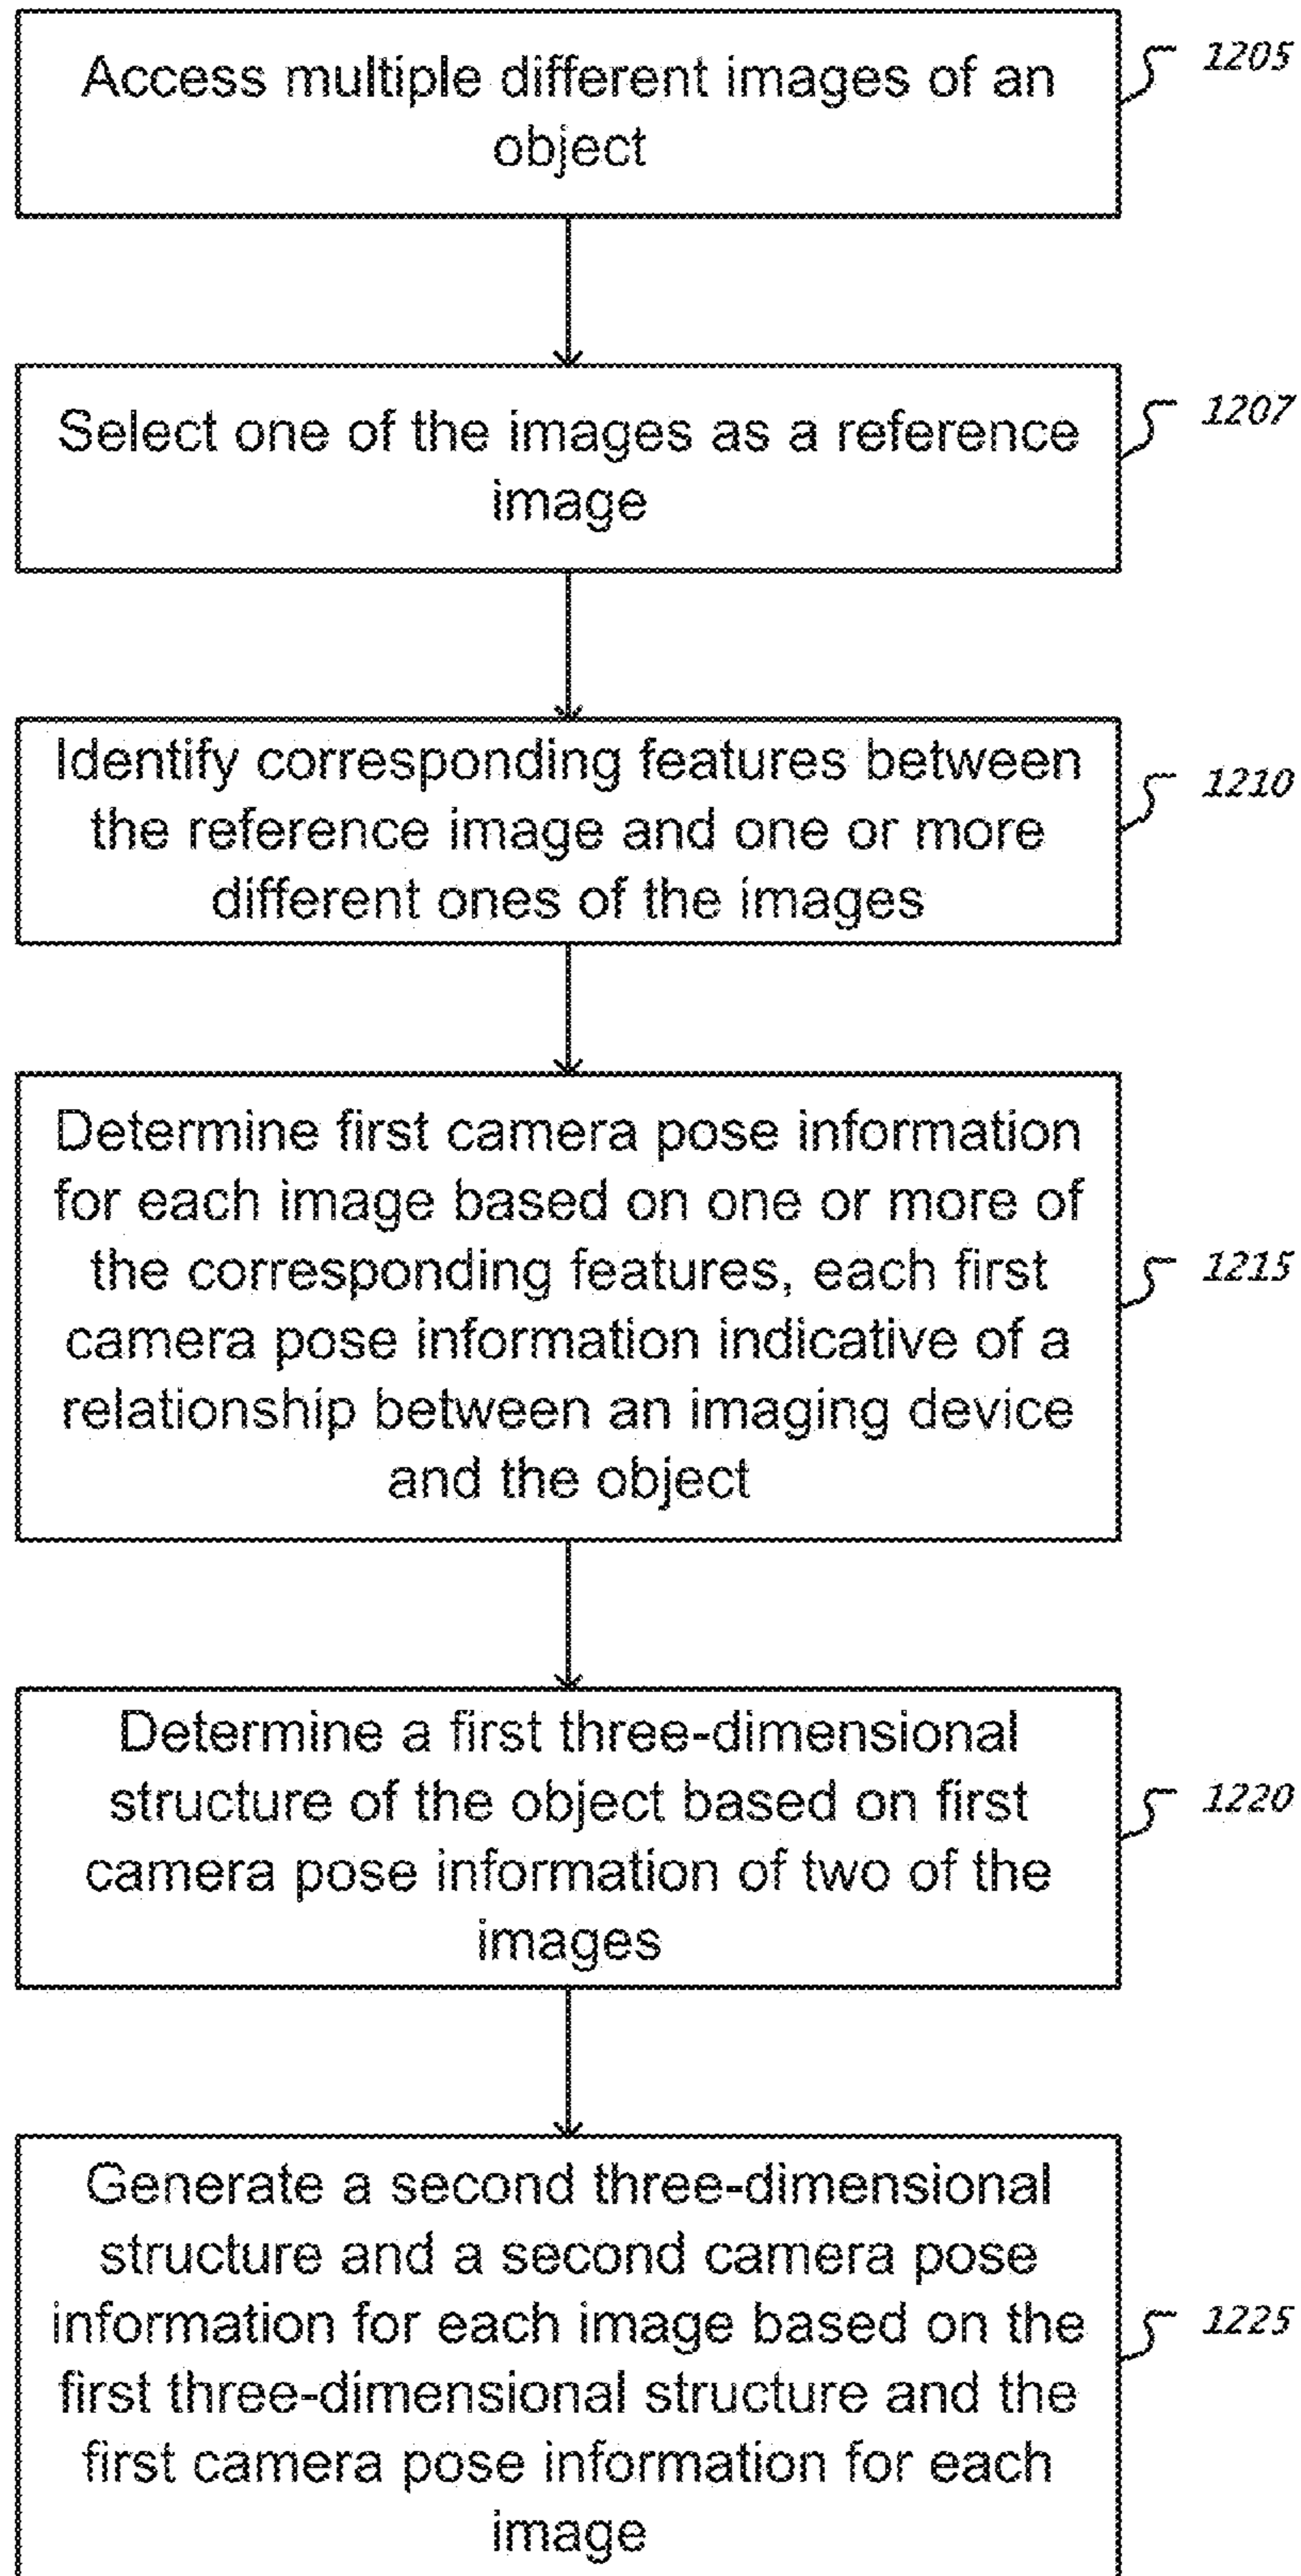 Access multiple different images of an
object
1205
Select one of the images as a reference
image
1207
Identify corresponding features between
the reference image and one or more
different ones of the images
1210
Determine first camera pose information
for each image based on one or more of
the corresponding features, each first
camera pose information indicative of a
relationship between an imaging device
and the object
1215
Determine a first three-dimensional
structure of the object based on first
camera pose information of two of the
images
1220
Generate a second three-dimensional
structure and a second camera pose
information for each image based on the
first three-dimensional structure and the
first camera pose information for each
image
1225